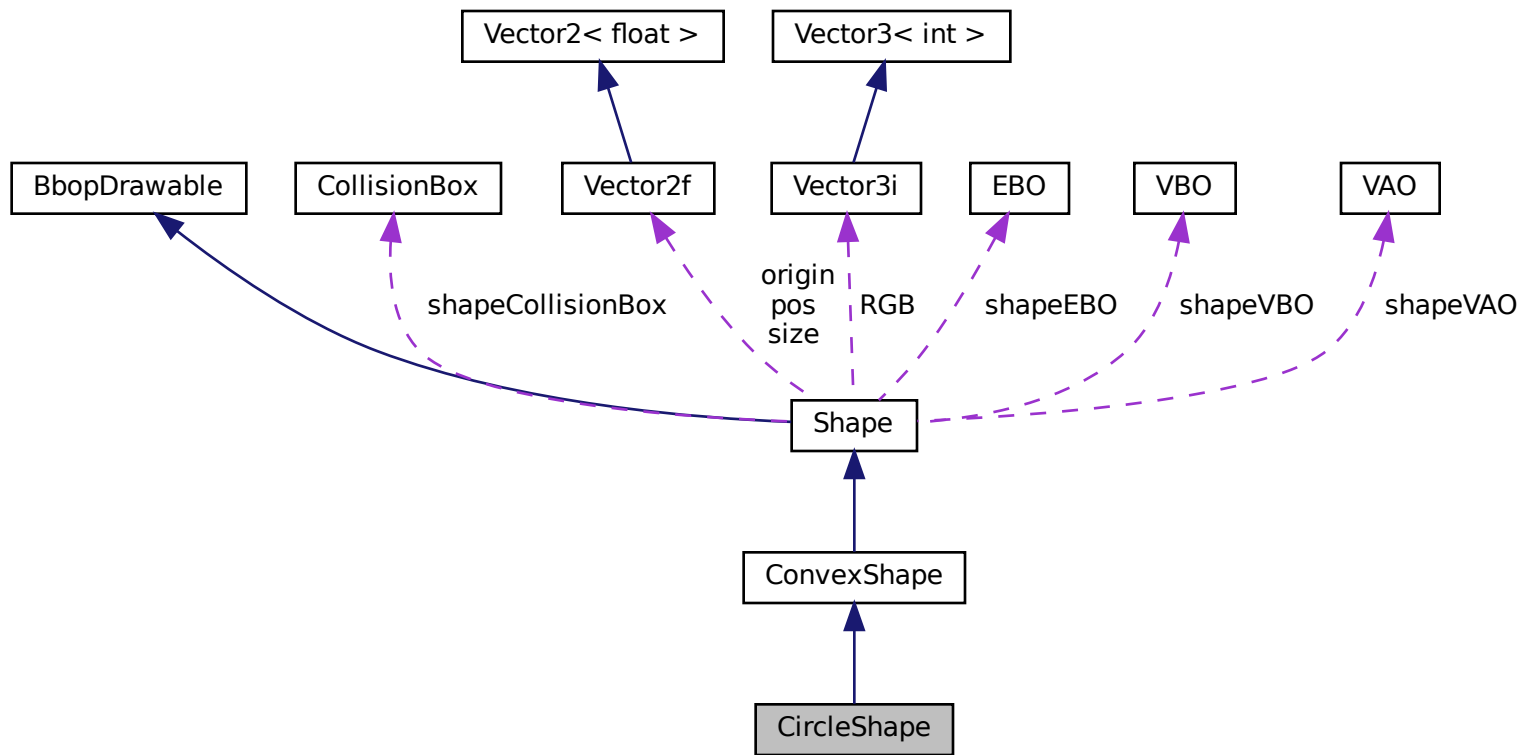 Vector2< float >
Vector3< int >
BbopDrawable
CollisionBox
Vector2f
Vector3i
EBO
VBO
VAO
shapeCollisionBox
origin
pos
size
RGB
shapeEBO
shapeVBO
shapeVAO
Shape
ConvexShape
CircleShape